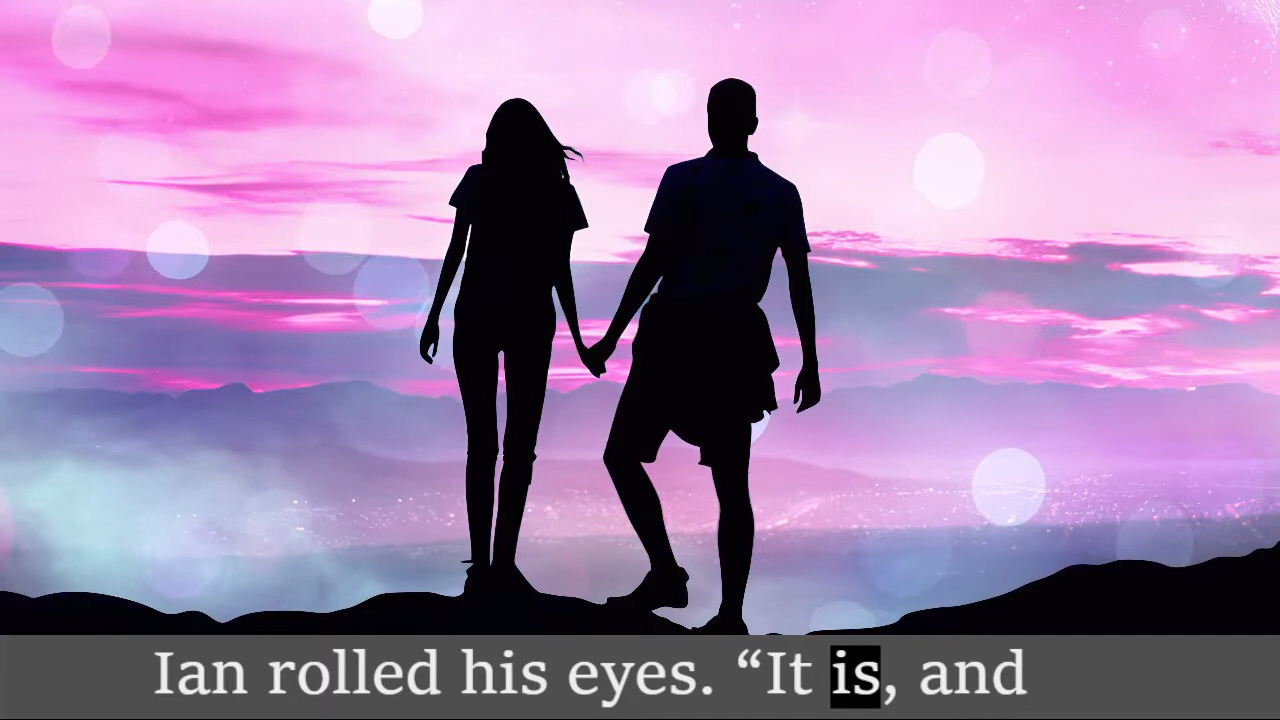 Ian rolled his eyes. “It is, and